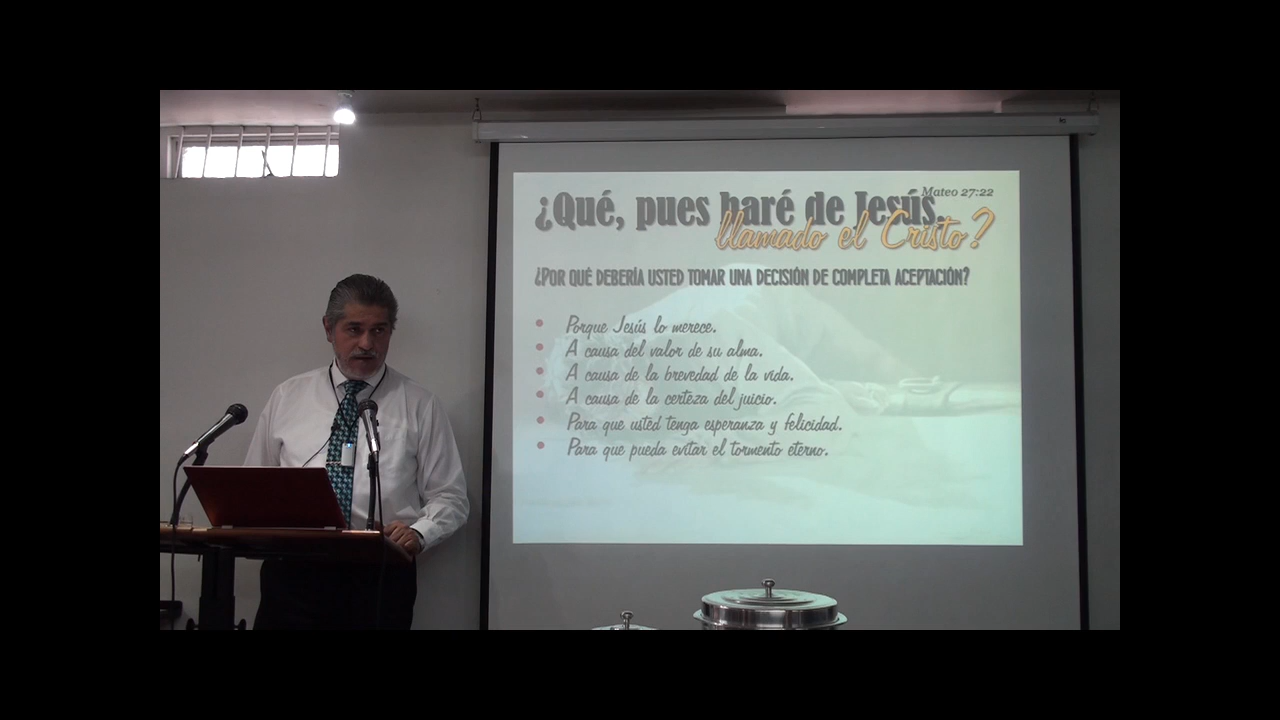 Mateo 27:22
¿Qué, pues haré de Jesús,
llamado el Cristo?
¿POR QUÉ DEBERÍA USTED TOMAR UNA DECISIÓN DE COMPLETA ACEPTACIÓN?
• Porque Jesús lo merece.
• A causa del valor de su alma.
• A causa de la brevedad de la vida.
• A causa de la certeza del juicio.
• Para que usted tenga esperanza y felicidad.
• Para que pueda evitar el tormento eterno.